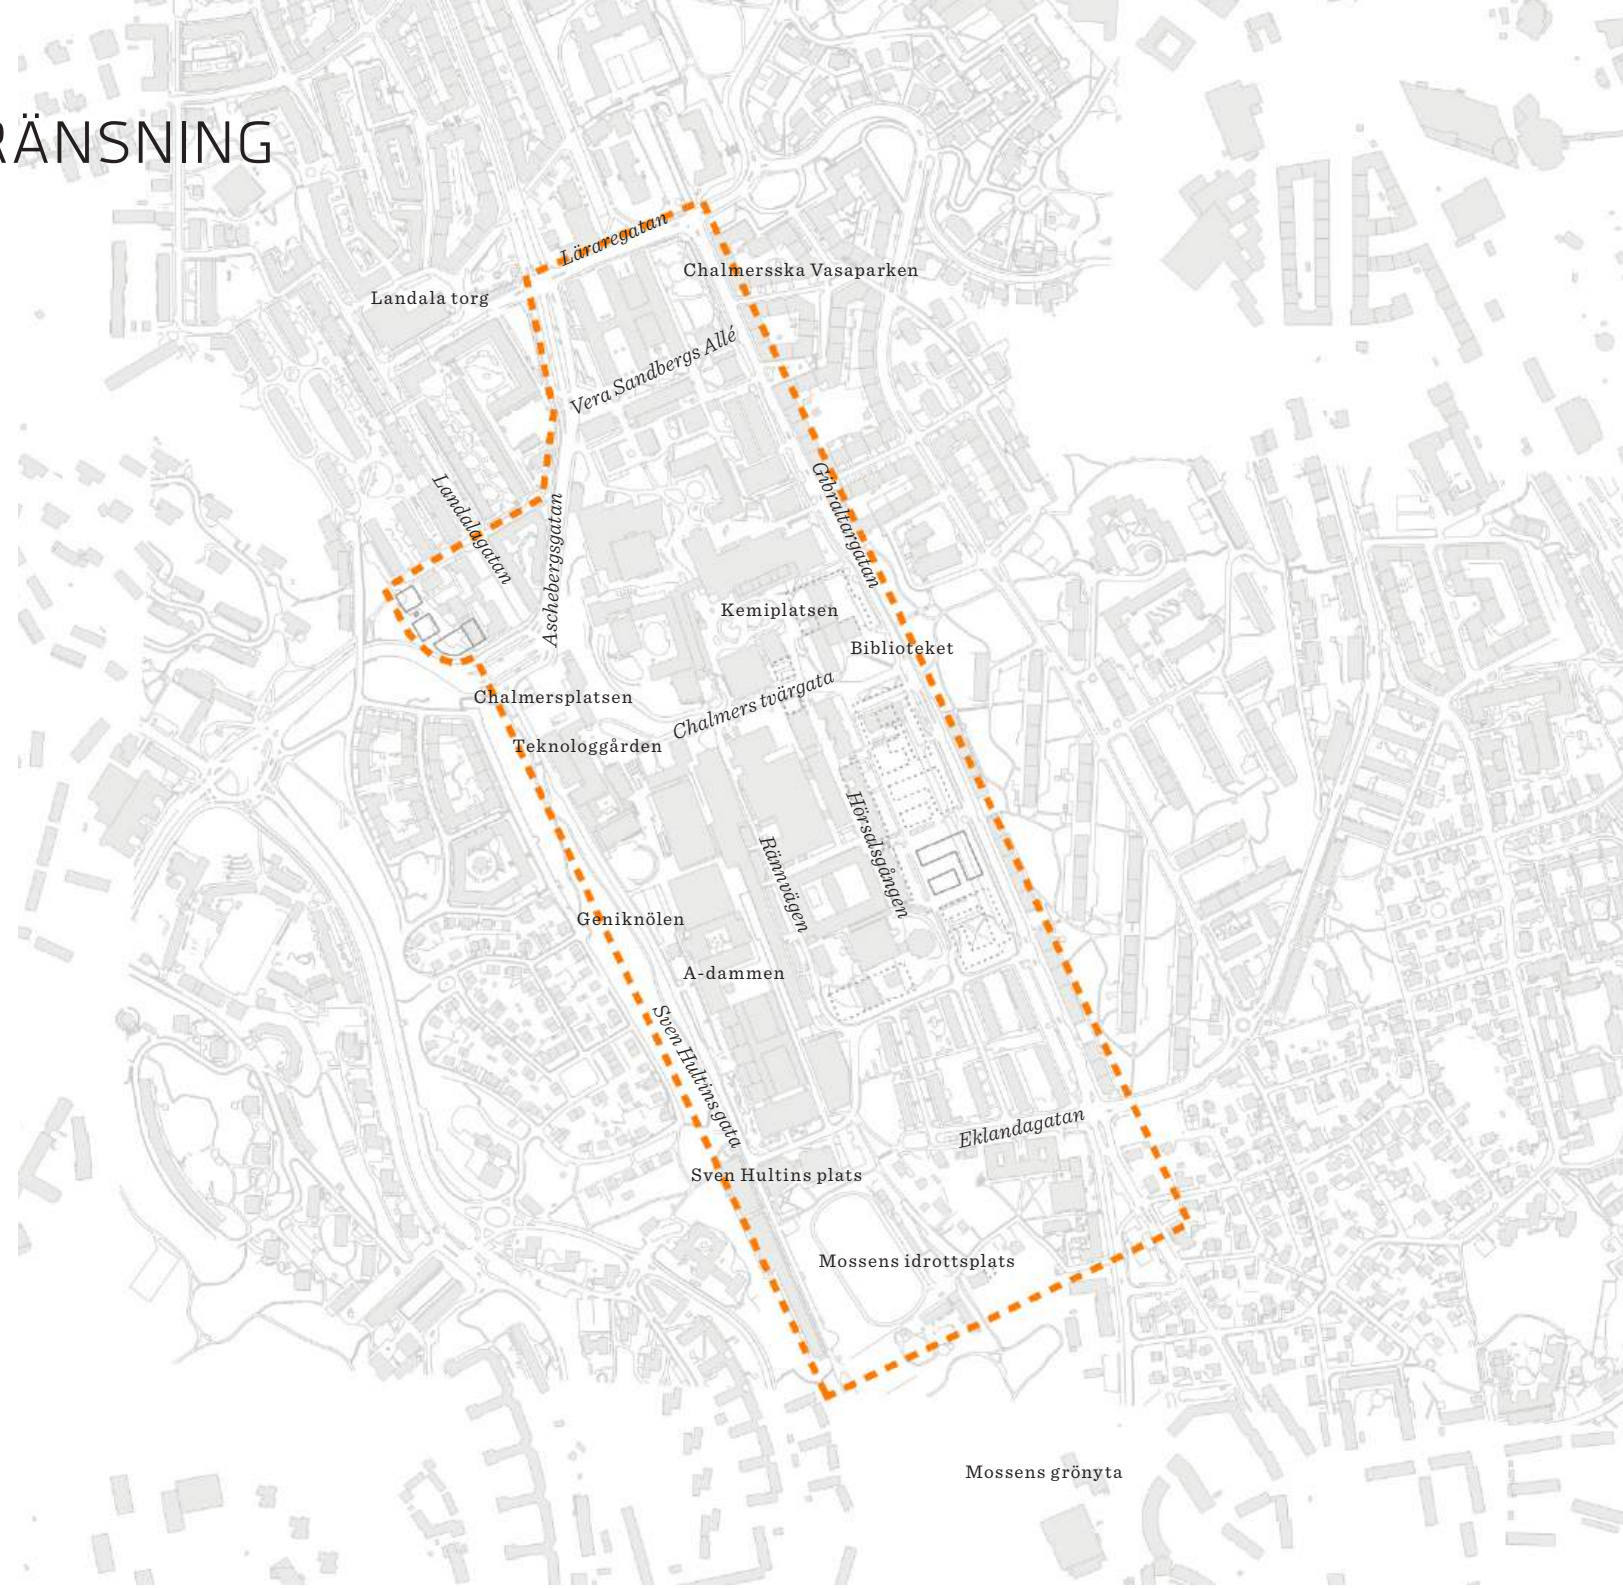 RÄNSNING
Läraregatan
Chalmersska Vasaparken
Landala torg
Vera Sandbergs Allé
Landalagatan
Aschebergsgatan
Gibraltargatan
Kemiplatsen
Biblioteket
Chalmersplatsen
Chalmers tvärgata
Teknologgården
Hörsalsgången
Rännvägen
Geniknölen
A-dammen
Sven Hultins gata
Eklandagatan
Sven Hultins plats
Mossens idrottsplats
Mossens grönyta